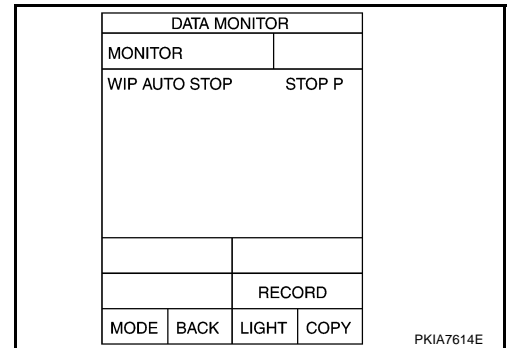 DATA MONITOR
MONITOR
WIP AUTO STOP STOP P
RECORD
MODE BACK LIGHT COPY
PKIA7614E